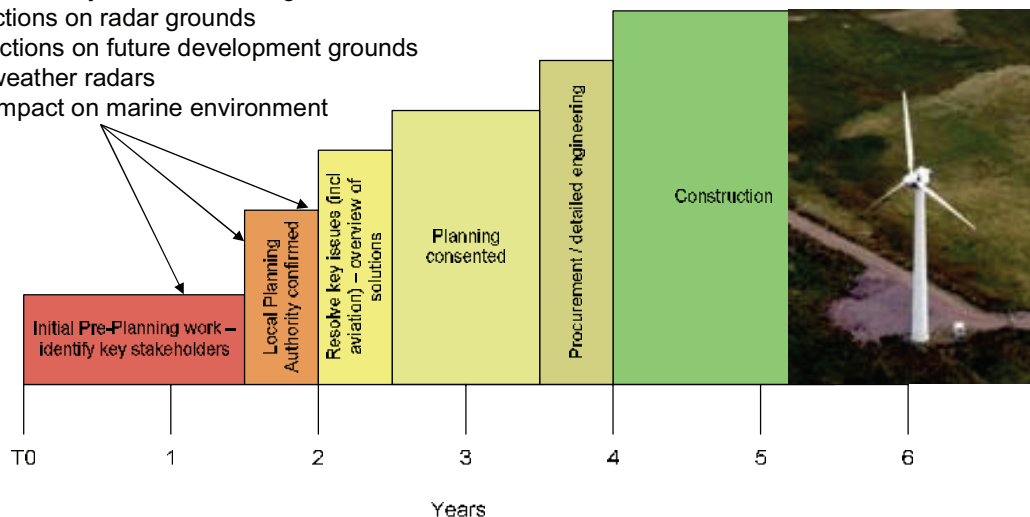 ctions on radar grounds
ctions on future development grounds
weather radars
mpact on marine environment
Initial Pre-Planning work –
identify key stakeholders
Local Planning
Authority confirmed
Resolve key issues (incl
aviation) – overview of
solutions
Planning
consented
Procurement / detailed engineering
Construction
T0 1 2 3 4 5 6
Years